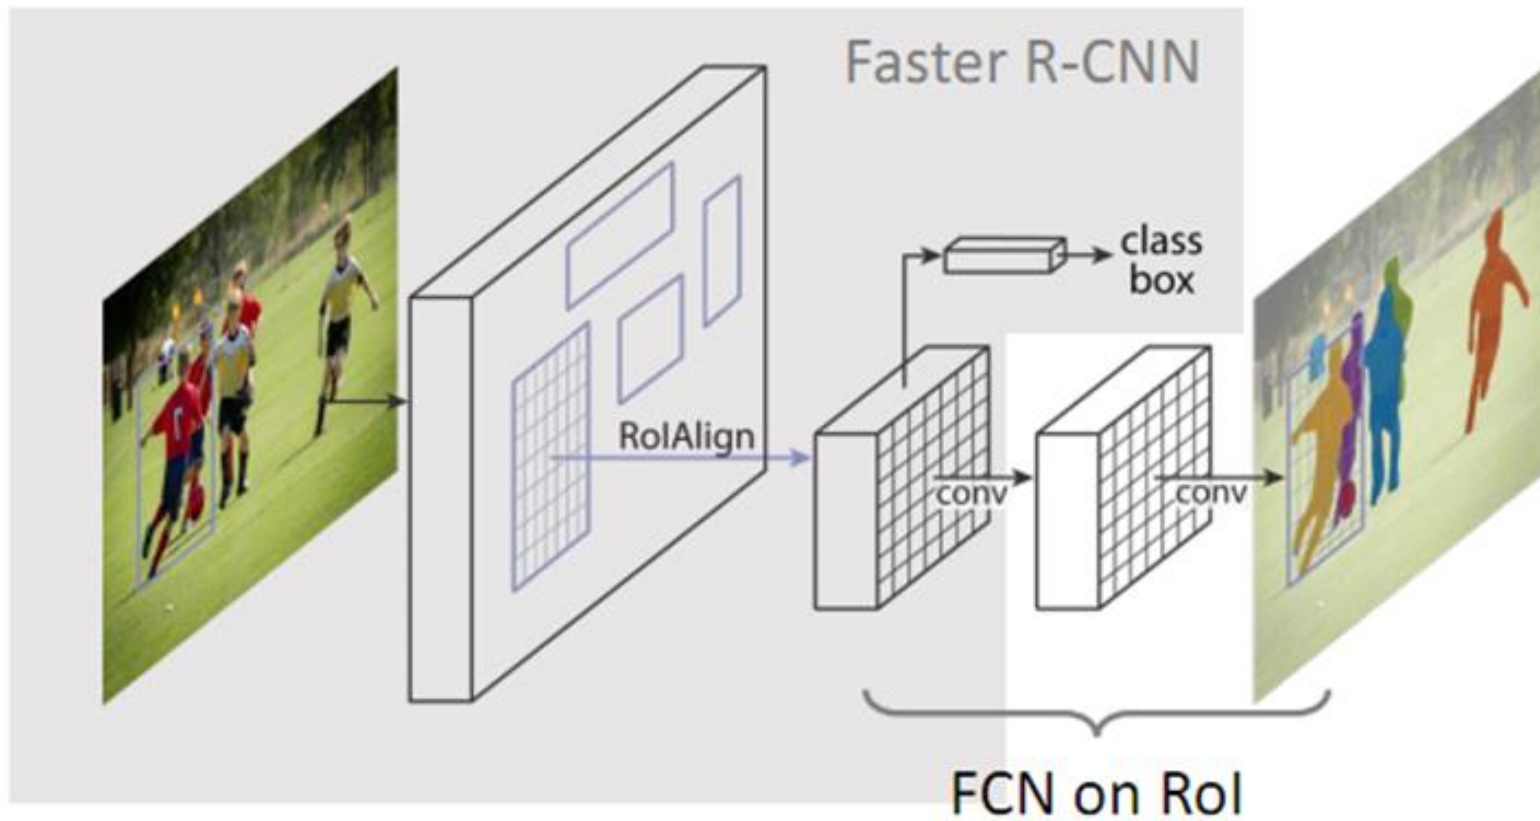 Faster R-CNN
class
box
RoIAlign
conv
conv
FCN on RoI